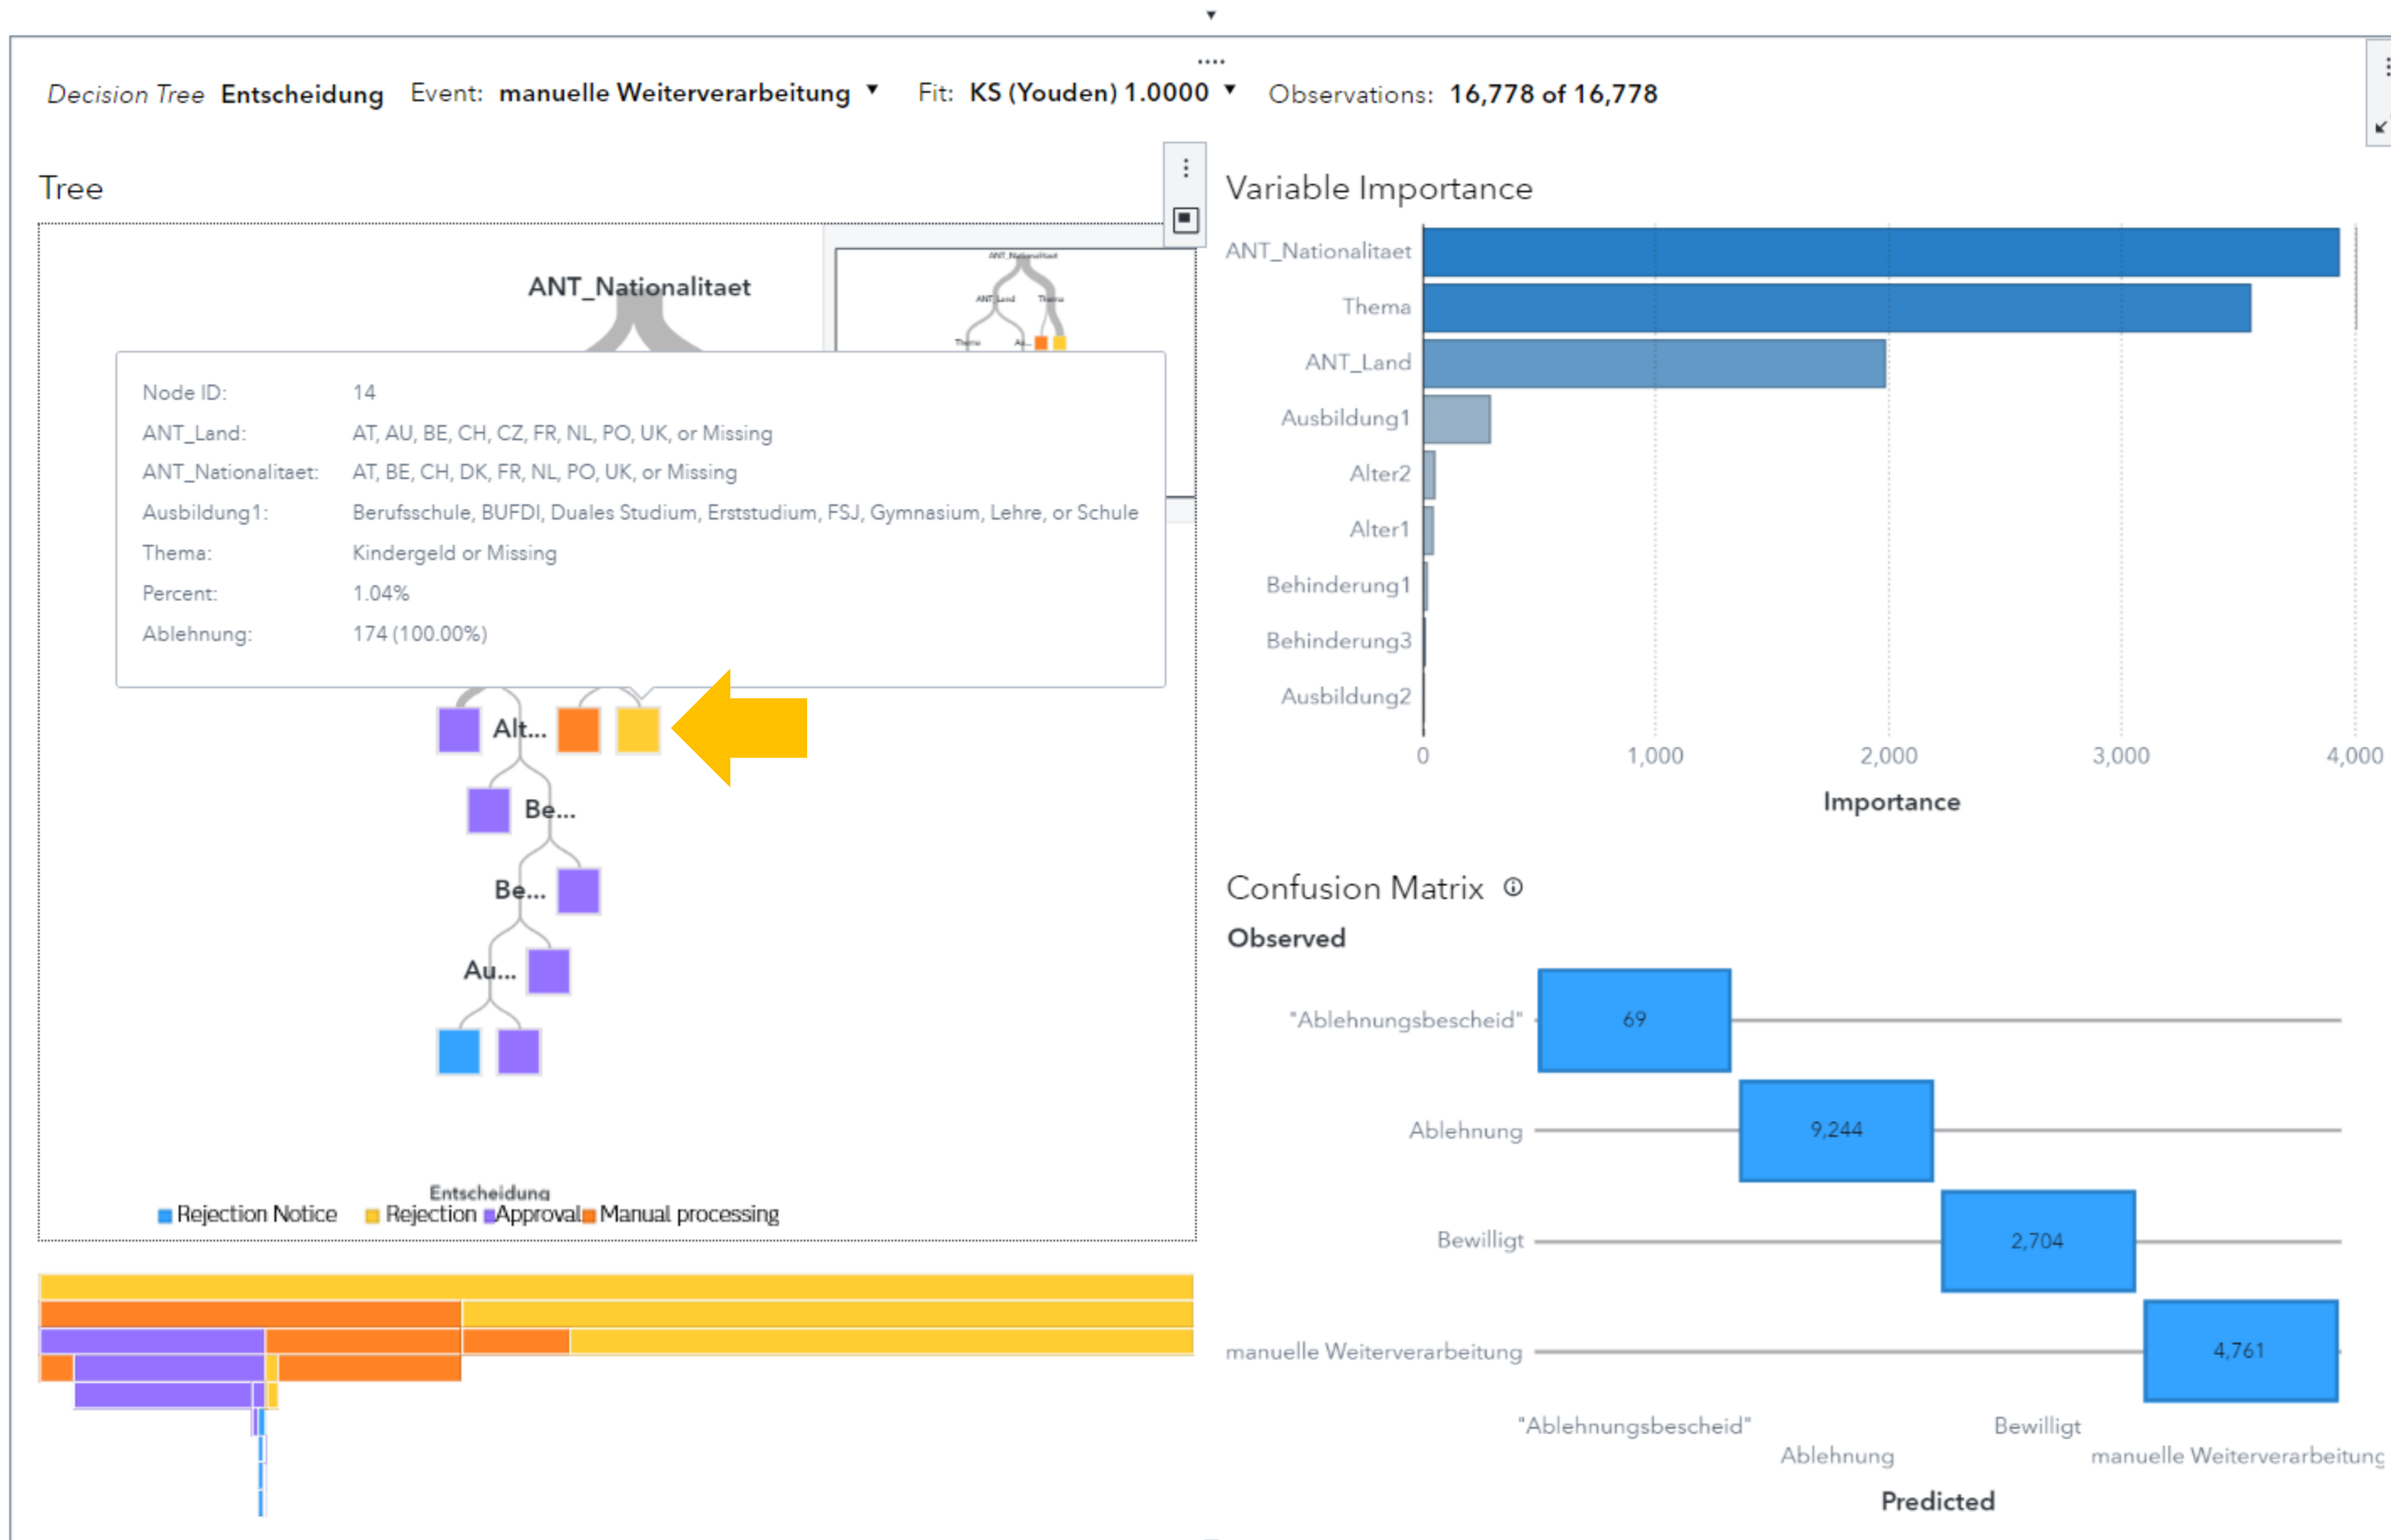 Decision Tree Entscheidung Event: manuelle Weiterverarbeitung Fit: KS (Youden) 1.0000 Observations: 16,778 of 16,778
Tree
ANT_Nationalitaet
ANT_Nationalitaet
ANT_Land Thema
Thema Au...
Node ID: 14
ANT_Land: AT, AU, BE, CH, CZ, FR, NL, PO, UK, or Missing
ANT_Nationalitaet: AT, BE, CH, DK, FR, NL, PO, UK, or Missing
Ausbildung1: Berufsschule, BUFDI, Duales Studium, Erststudium, FSJ, Gymnasium, Lehre, or Schule
Thema: Kindergeld or Missing
Percent: 1.04%
Ablehnung: 174 (100.00%)
Alt...
Be...
Be...
Au...
Entscheidung
Rejection Notice Rejection Approval Manual processing
Variable Importance
ANT_Nationalitaet
Thema
ANT_Land
Ausbildung1
Alter2
Alter1
Behinderung1
Behinderung3
Ausbildung2
0 1,000 2,000 3,000 4,000
Importance
Confusion Matrix
Observed
"Ablehnungsbescheid" 69
Ablehnung 9,244
Bewilligt 2,704
manuelle Weiterverarbeitung 4,761
"Ablehnungsbescheid" Bewilligt
Ablehnung manuelle Weiterverarbeitung
Predicted